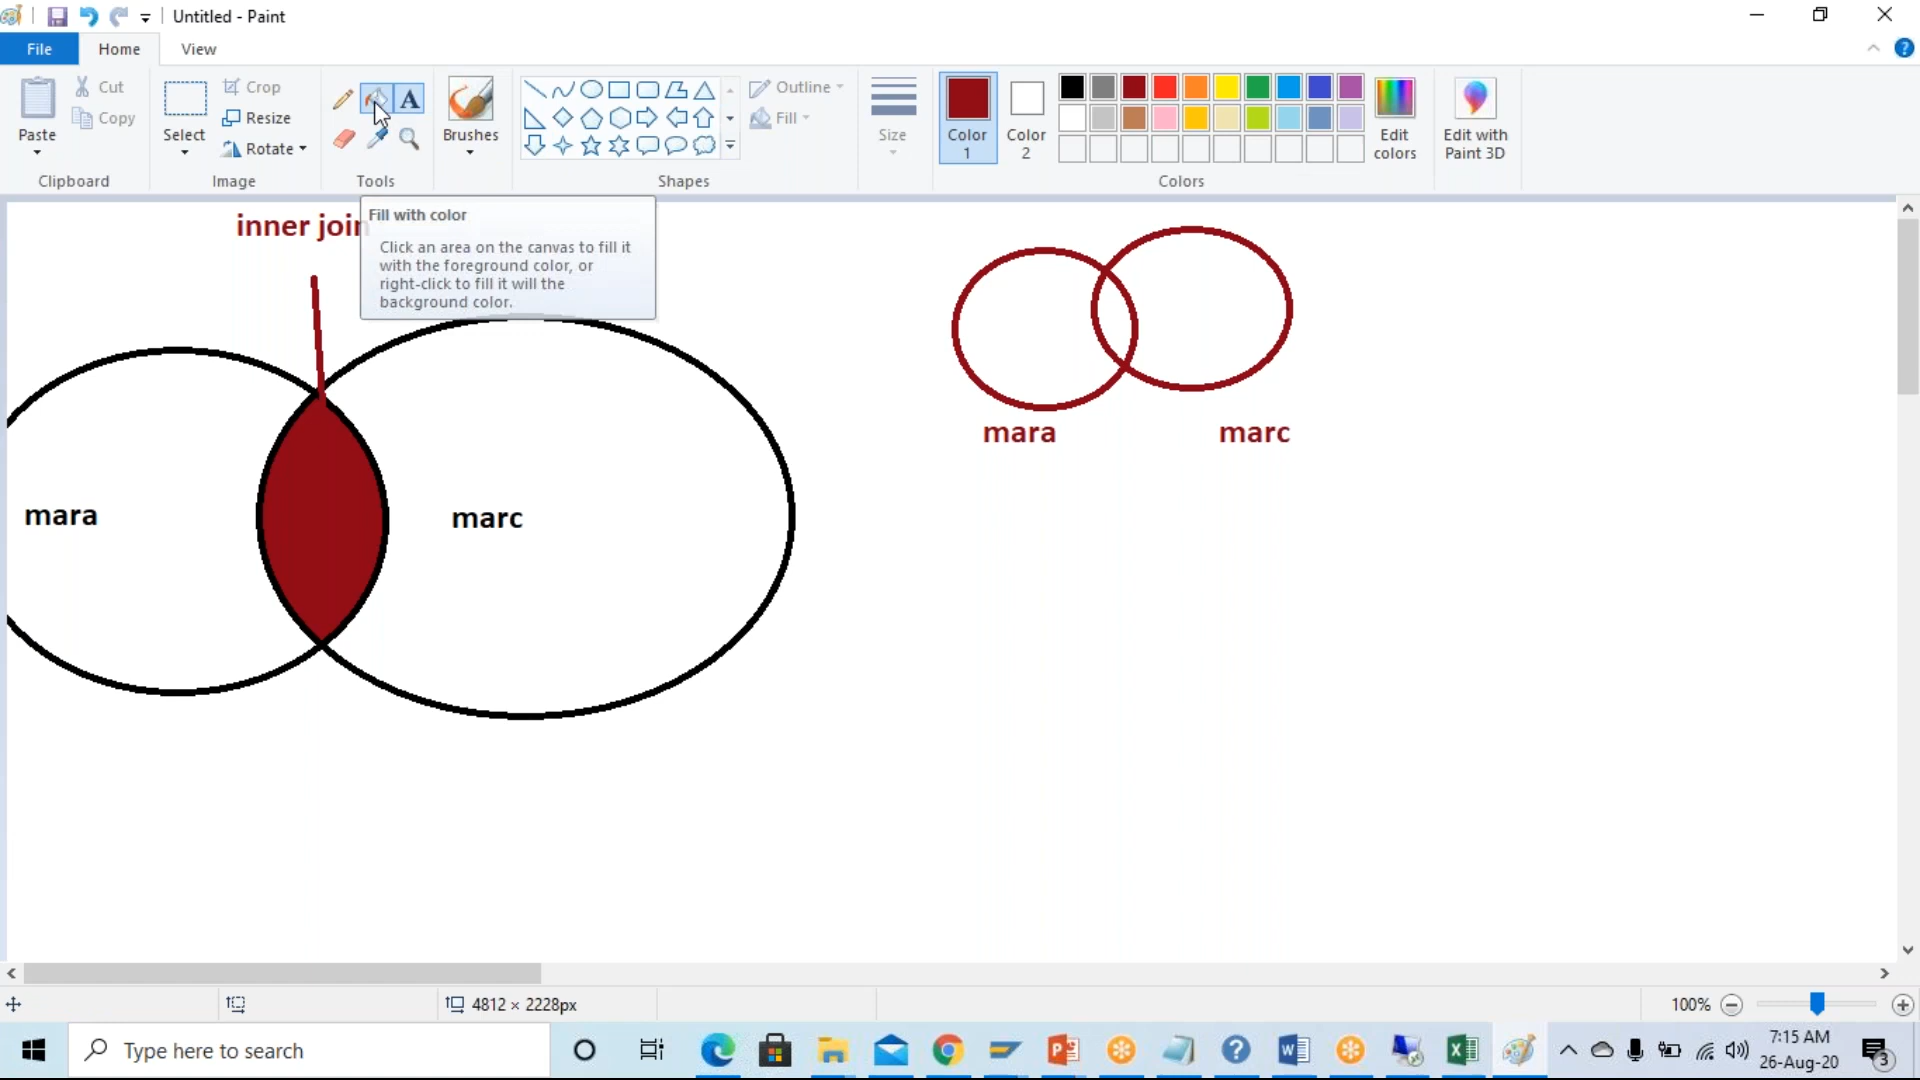 Untitled - Paint
File
Home
View
Paste
Cut
Copy
Clipboard
Select
Crop
Resize
Rotate
Image
A
Tools
Brushes
Shapes
Outline
Fill
Size
Color
1
Color
2
Edit
colors
Colors
Edit with
Paint 3D
Fill with color
Click an area on the canvas to fill it
with the foreground color, or
right-click to fill it will the
background color.
inner join
mara
marc
mara
marc
4812 × 2228px
100%
Type here to search
7:15 AM
26-Aug-20
3